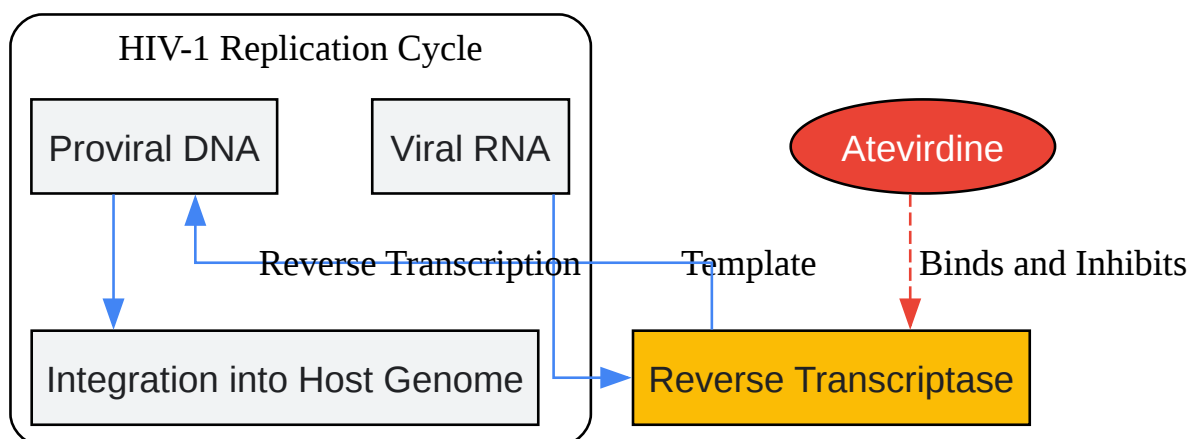 HIV-1 Replication Cycle
Proviral DNA
Viral RNA
Atevirdine
Reverse Transcription
Template
Binds and Inhibits
Integration into Host Genome
Reverse Transcriptase